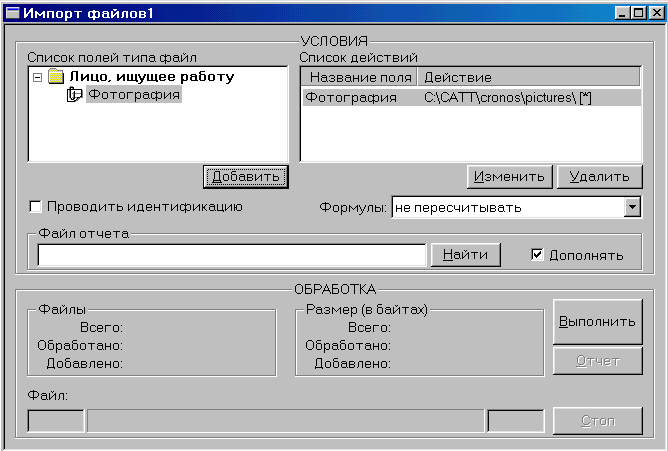 Импорт файлов1
УСЛОВИЯ
Список полей типа файл
Лицо, ищущее работу
Фотография
Добавить
Список действий
Название поля Действие
Фотография C:\CATT\cronos\pictures\ [*]
Изменить Удалить
Проводить идентификацию
Формулы: не пересчитывать
Файл отчета
Найти
Дополнять
ОБРАБОТКА
Файлы
Всего:
Обработано:
Добавлено:
Размер (в байтах)
Всего:
Обработано:
Добавлено:
Выполнить
Отчет
Файл:
Стоп